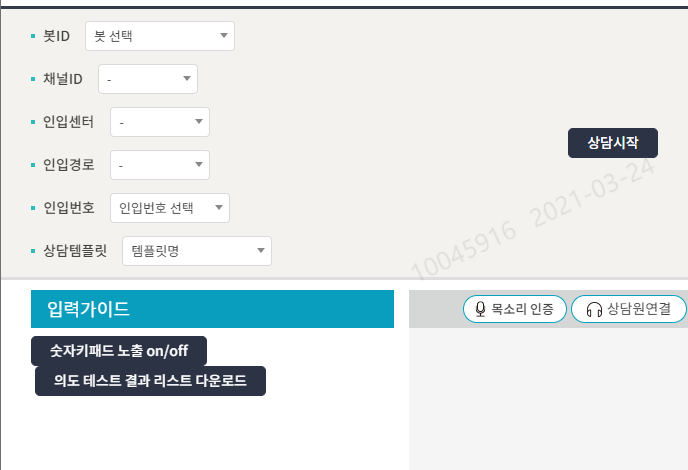 봇ID 봇 선택
채널ID -
인입센터 -
상담시작
인입경로 -
인입번호 인입번호 선택
상담템플릿 템플릿명
10045916 2021-03-24
입력가이드
목소리 인증 상담원연결
숫자키패드 노출 on/off
의도 테스트 결과 리스트 다운로드